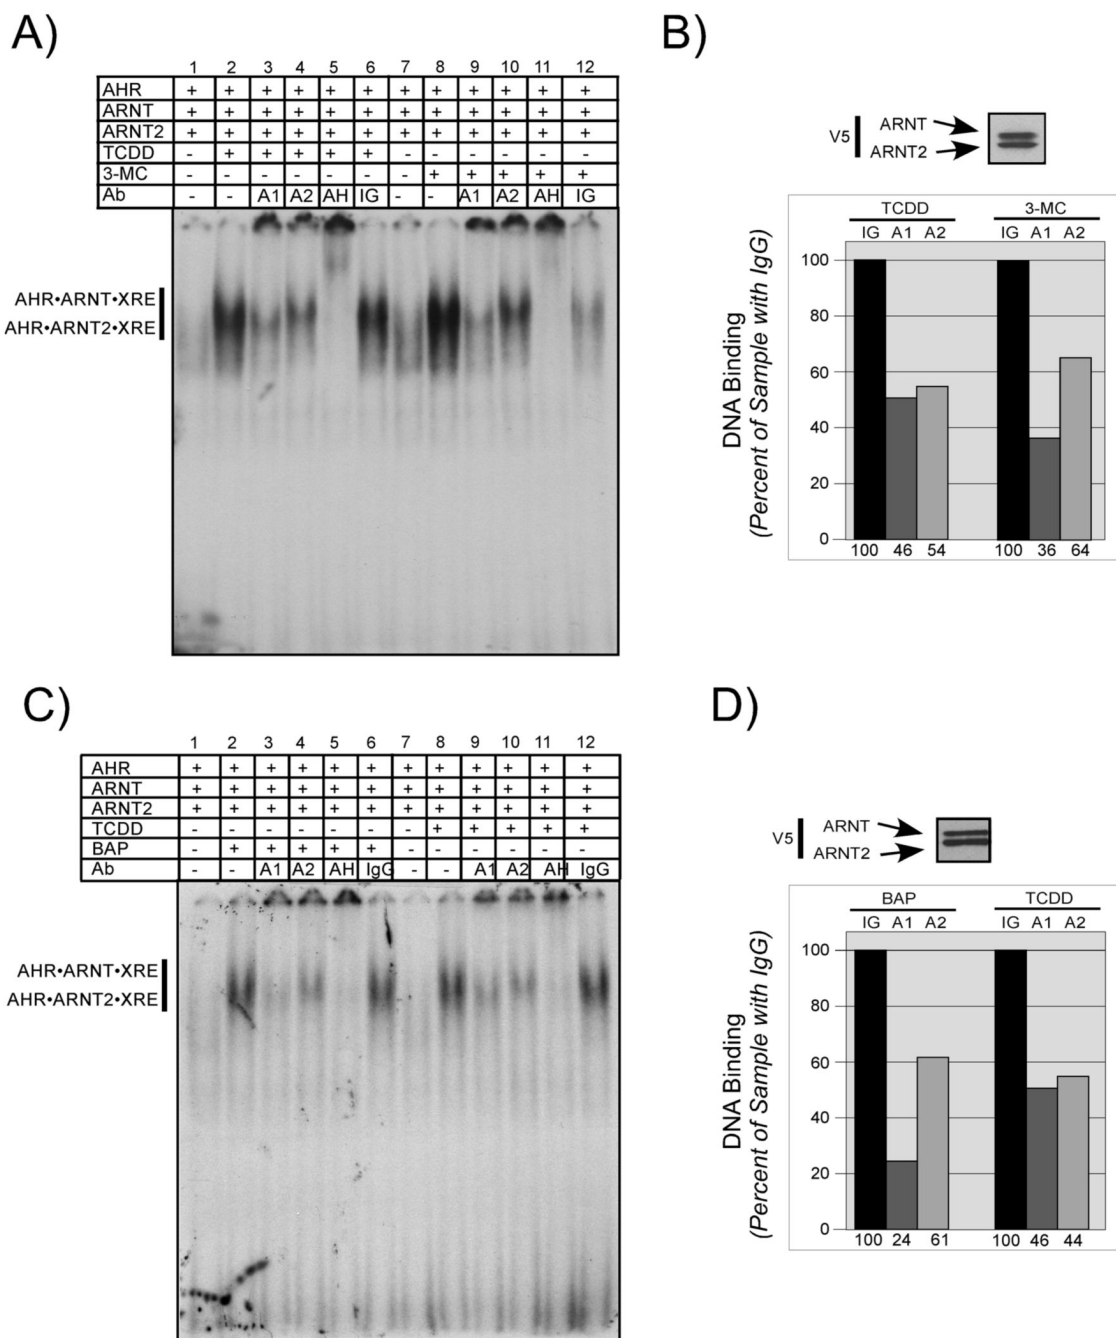 A)
1 2 3 4 5 6 7 8 9 10 11 12
AHR + + + + + + + + + + + +
ARNT + + + + + + + + + + + +
ARNT2 + + + + + + + + + + + +
TCDD - + + + + + - - - - - -
3-MC - - - - - - - + + + + +
Ab - - A1 A2 AH IG - - A1 A2 AH IG
AHR•ARNT•XRE
AHR•ARNT2•XRE
B)
V5
ARNT
ARNT2
TCDD 3-MC
IG A1 A2 IG A1 A2
DNA Binding
(Percent of Sample with IgG)
100
80
60
40
20
0
100 46 54 100 36 64
C)
1 2 3 4 5 6 7 8 9 10 11 12
AHR + + + + + + + + + + + +
ARNT + + + + + + + + + + + +
ARNT2 + + + + + + + + + + + +
TCDD - - - - - - - + + + + +
BAP - + + + + + - - - - - -
Ab - - A1 A2 AH IgG - - A1 A2 AH IgG
AHR•ARNT•XRE
AHR•ARNT2•XRE
D)
V5
ARNT
ARNT2
BAP TCDD
IG A1 A2 IG A1 A2
DNA Binding
(Percent of Sample with IgG)
100
80
60
40
20
0
100 24 61 100 46 44